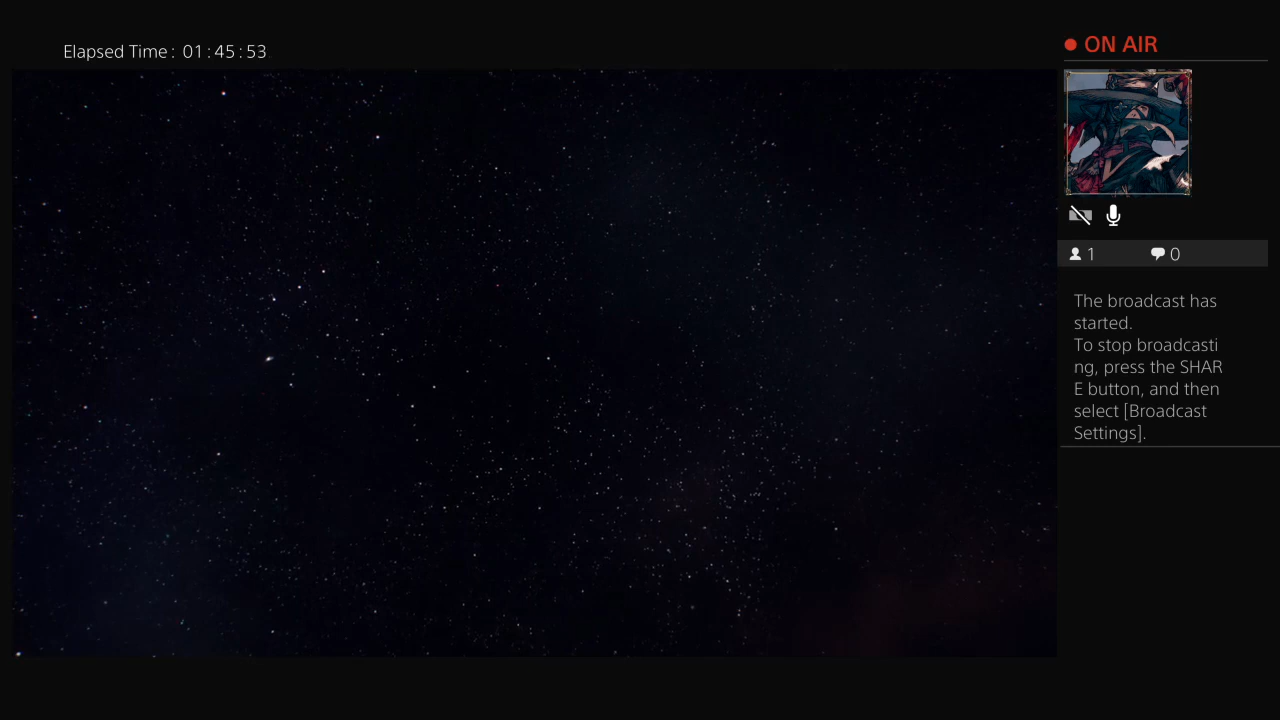 Elapsed Time: 01:45:53
ON AIR
1 0
The broadcast has
started.
To stop broadcasti
ng, press the SHAR
E button, and then
select [Broadcast
Settings].